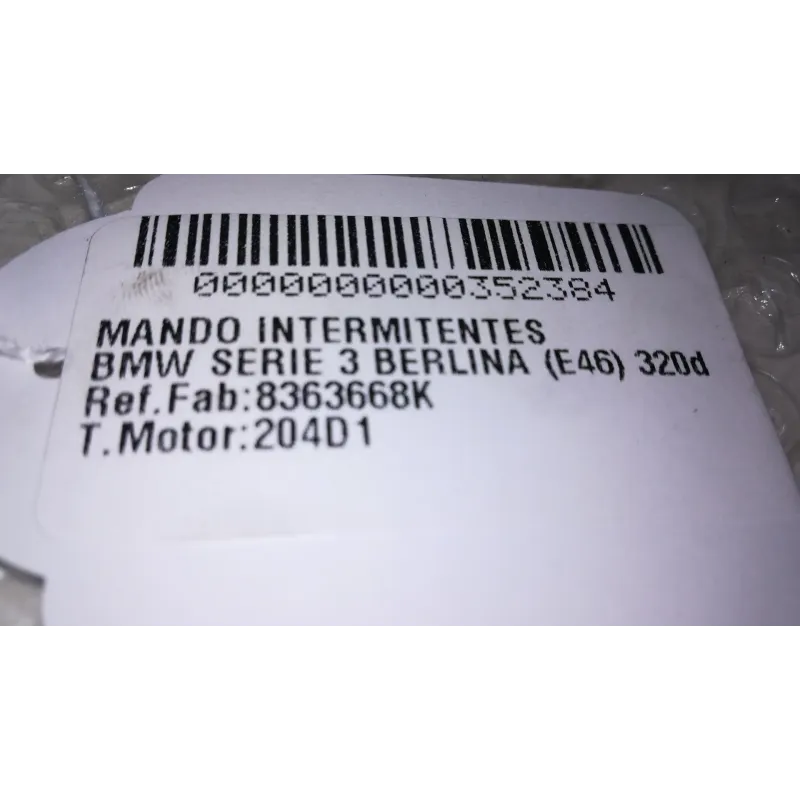 0000000000352384
MANDO INTERMITENTES
BMW SERIE 3 BERLINA (E46) 320d
Ref.Fab:8363668K
T.Motor:204D1